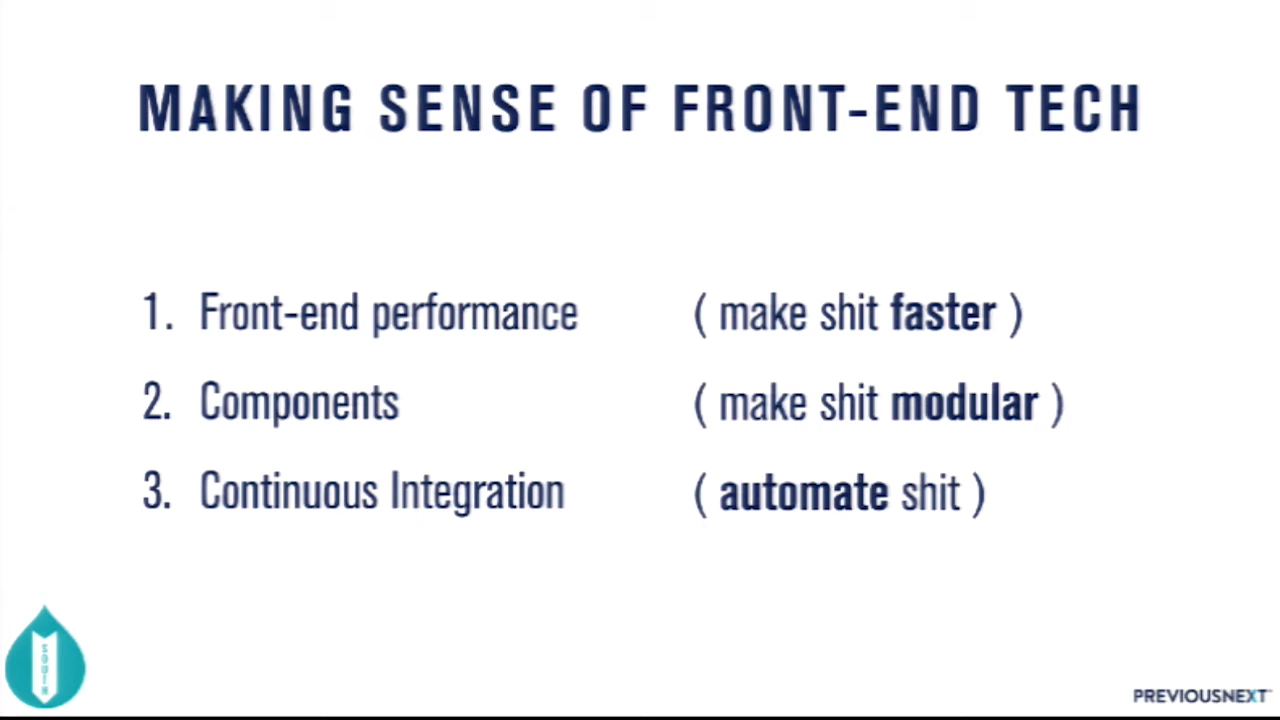 MAKING SENSE OF FRONT-END TECH
1. Front-end performance ( make shit faster )
2. Components ( make shit modular )
3. Continuous Integration ( automate shit )
SOUTH
PREVIOUSNEXT